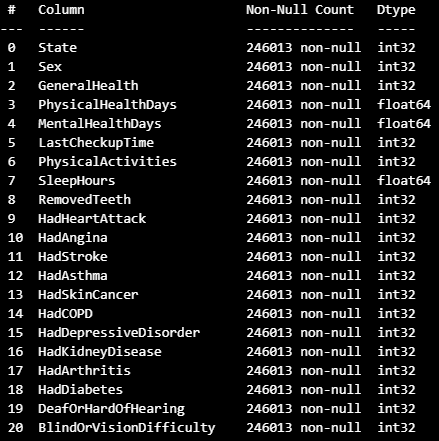 #   Column                     Non-Null Count   Dtype
---  ------                     --------------   -----
 0   State                      246013 non-null  int32
 1   Sex                        246013 non-null  int32
 2   GeneralHealth              246013 non-null  int32
 3   PhysicalHealthDays         246013 non-null  float64
 4   MentalHealthDays           246013 non-null  float64
 5   LastCheckupTime            246013 non-null  int32
 6   PhysicalActivities         246013 non-null  int32
 7   SleepHours                 246013 non-null  float64
 8   RemovedTeeth               246013 non-null  int32
 9   HadHeartAttack             246013 non-null  int32
 10  HadAngina                  246013 non-null  int32
 11  HadStroke                  246013 non-null  int32
 12  HadAsthma                  246013 non-null  int32
 13  HadSkinCancer              246013 non-null  int32
 14  HadCOPD                    246013 non-null  int32
 15  HadDepressiveDisorder      246013 non-null  int32
 16  HadKidneyDisease           246013 non-null  int32
 17  HadArthritis               246013 non-null  int32
 18  HadDiabetes                246013 non-null  int32
 19  DeafOrHardOfHearing        246013 non-null  int32
 20  BlindOrVisionDifficulty    246013 non-null  int32